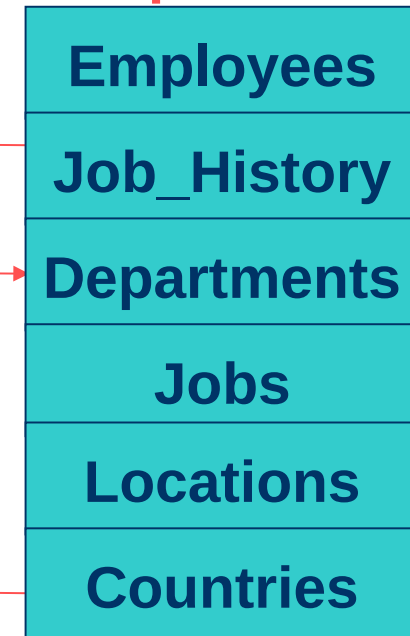 Employees
Job_History
Departments
Jobs
Locations
Countries